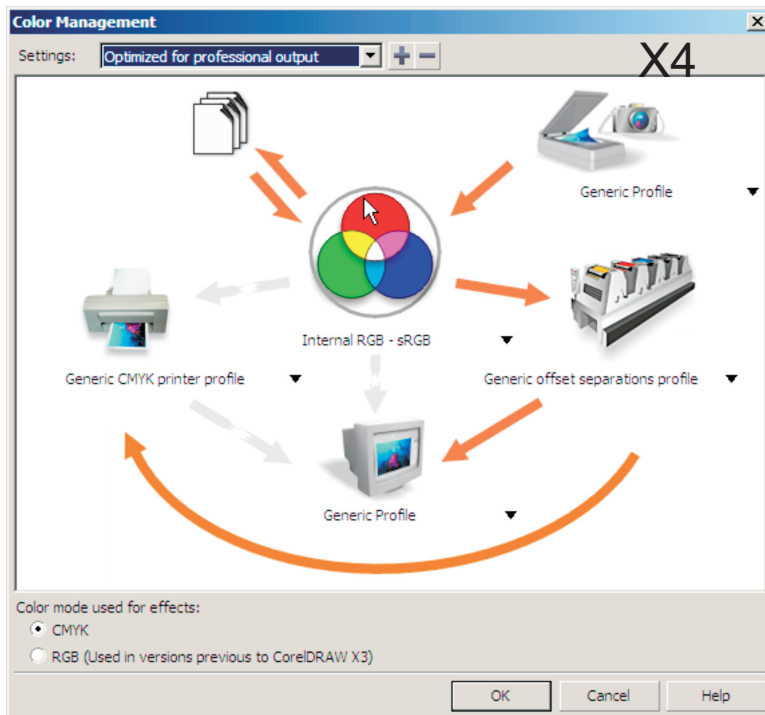 Color Management
Settings: Optimized for professional output
X4
Generic Profile
Internal RGB - sRGB
Generic CMYK printer profile
Generic offset separations profile
Generic Profile
Color mode used for effects:
CMYK
RGB (Used in versions previous to CorelDRAW X3)
OK Cancel Help